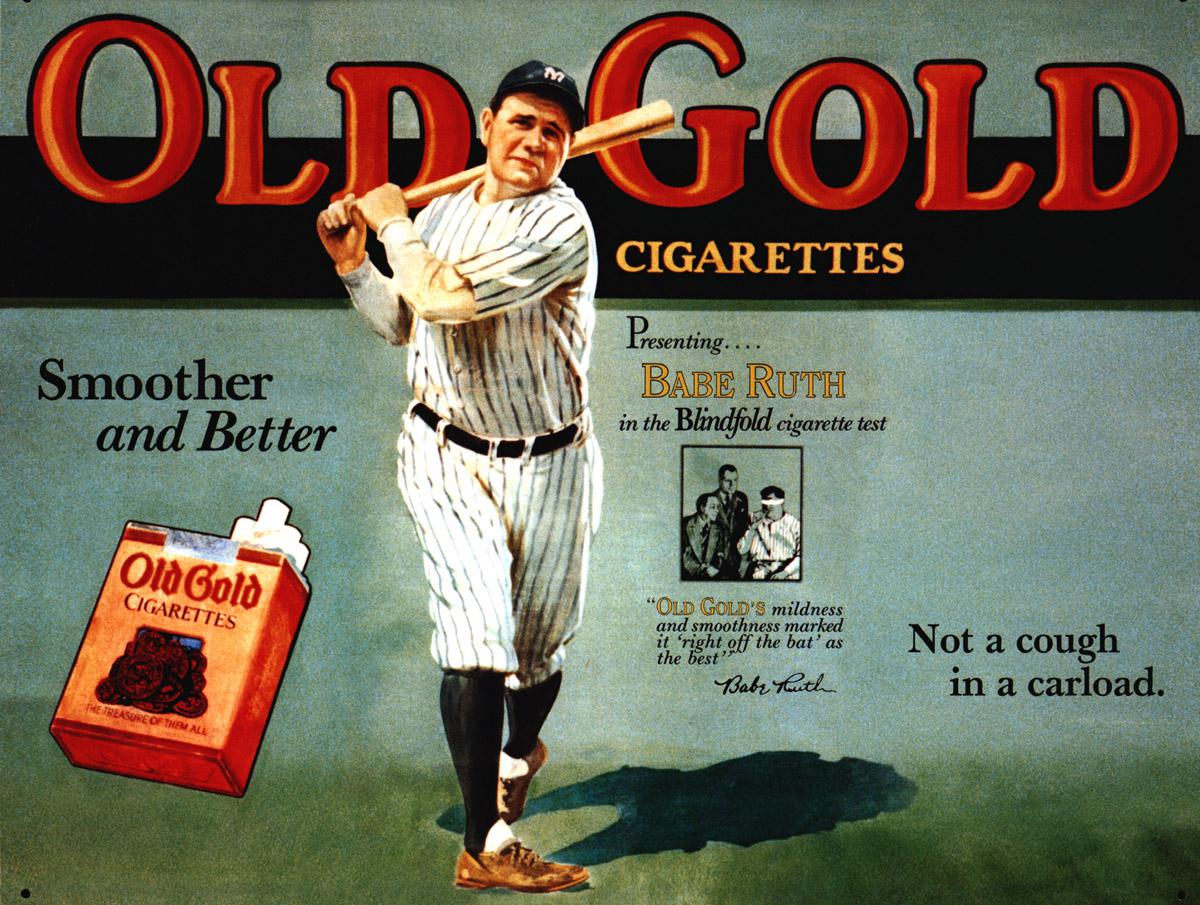 OLD GOLD
CIGARETTES
Smoother
and Better
Presenting....
BABE RUTH
in the Blindfold cigarette test
Old Gold
CIGARETTES
THE TREASURE OF THEM ALL
"OLD GOLD'S mildness
and smoothness marked
it 'right off the bat' as
the best"
Babe Ruth
Not a cough
in a carload.